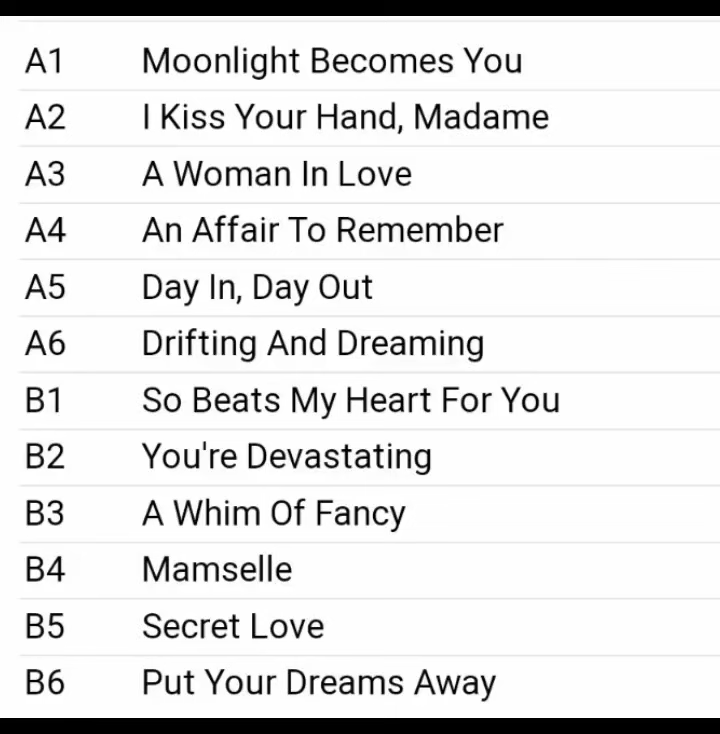 A1 Moonlight Becomes You
A2 I Kiss Your Hand, Madame
A3 A Woman In Love
A4 An Affair To Remember
A5 Day In, Day Out
A6 Drifting And Dreaming
B1 So Beats My Heart For You
B2 You're Devastating
B3 A Whim Of Fancy
B4 Mamselle
B5 Secret Love
B6 Put Your Dreams Away